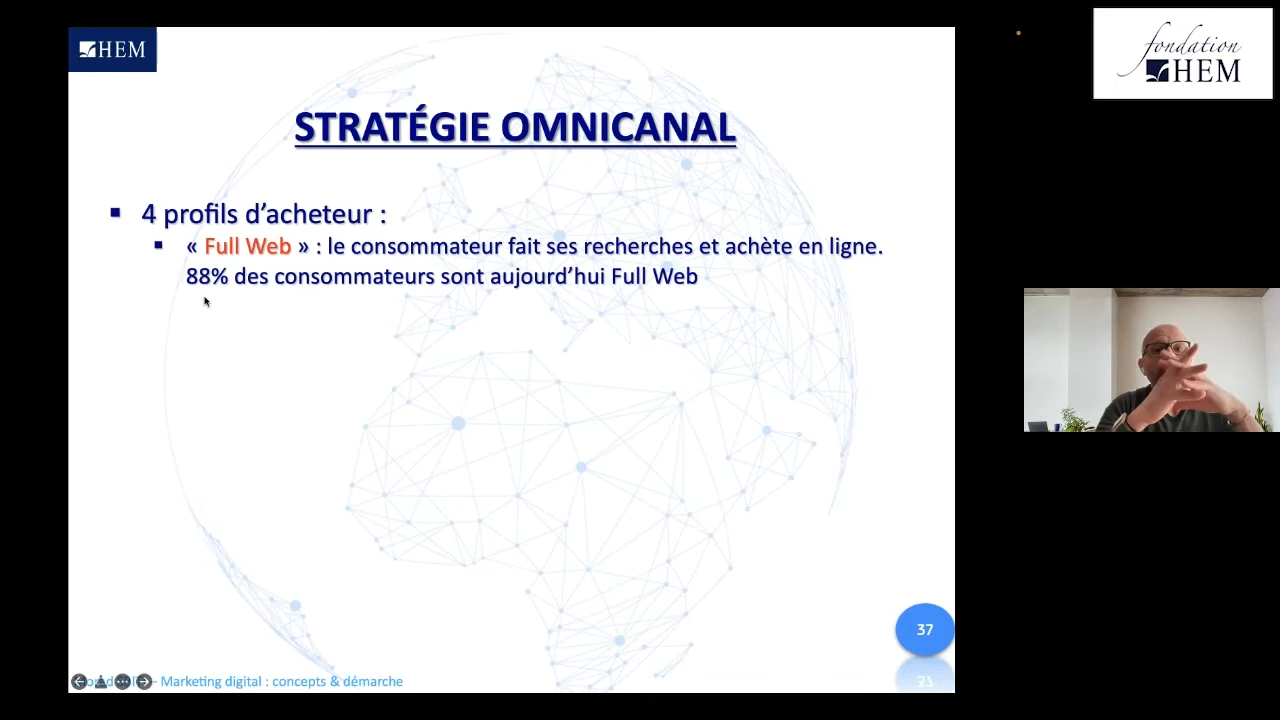 HEM
fondation
HEM
STRATÉGIE OMNICANAL
4 profils d’acheteur :
« Full Web » : le consommateur fait ses recherches et achète en ligne.
88% des consommateurs sont aujourd’hui Full Web
37
– Marketing digital : concepts & démarche